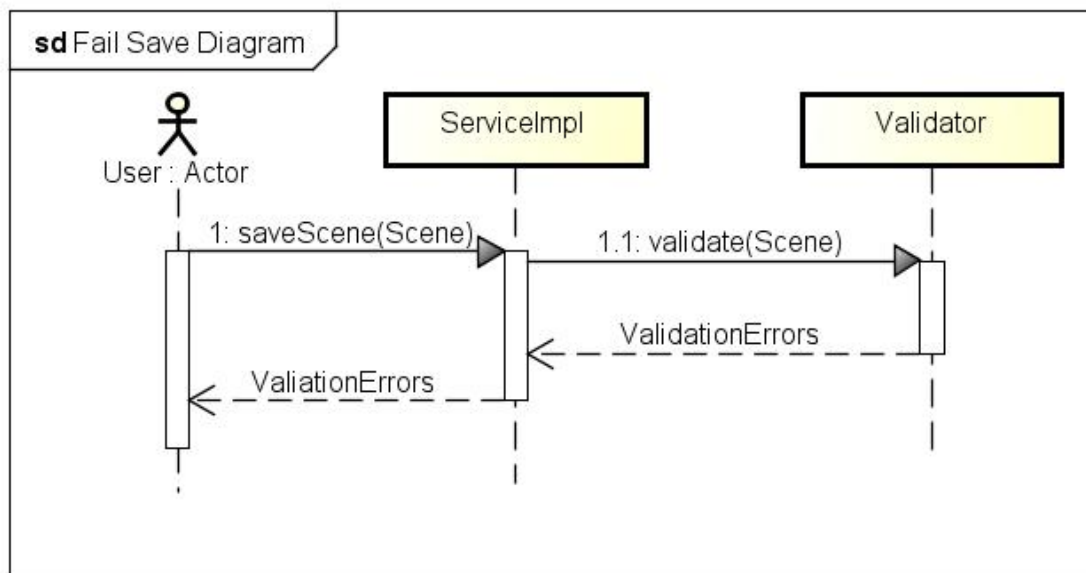 sd Fail Save Diagram
User : Actor
ServiceImpl
Validator
1: saveScene(Scene)
1.1: validate(Scene)
ValidationErrors
ValiationErrors